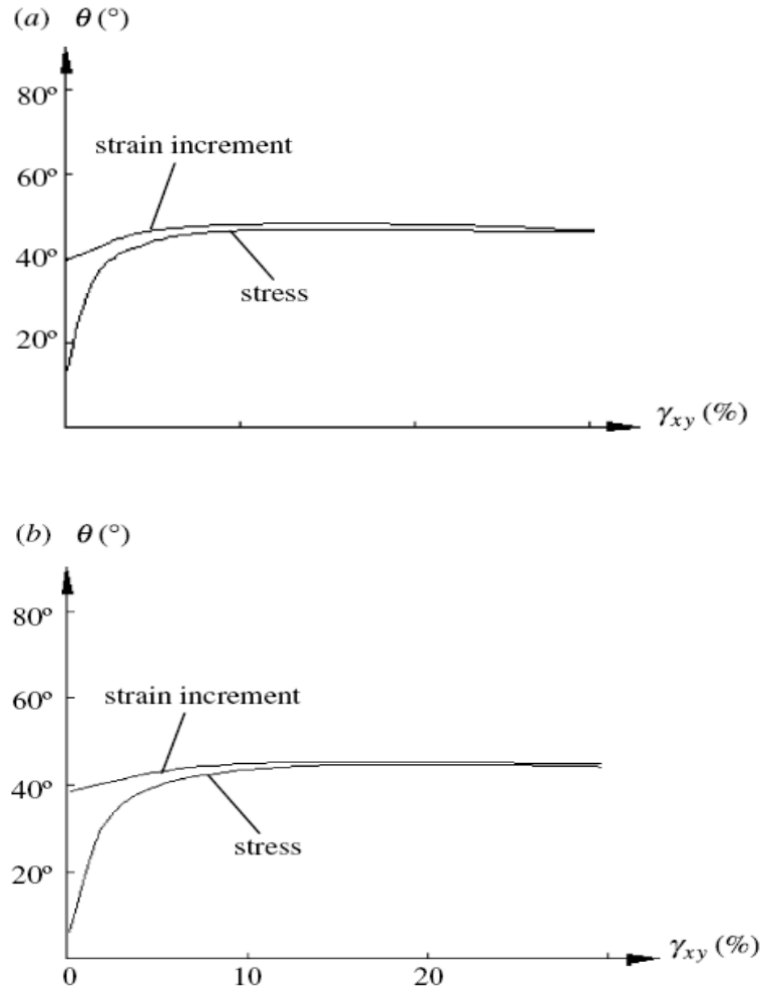 (a) θ (°)
80º
strain increment
60º
40º
stress
20º
γxy (%)
(b) θ (°)
80º
strain increment
60º
40º
stress
20º
γxy (%)
0 10 20